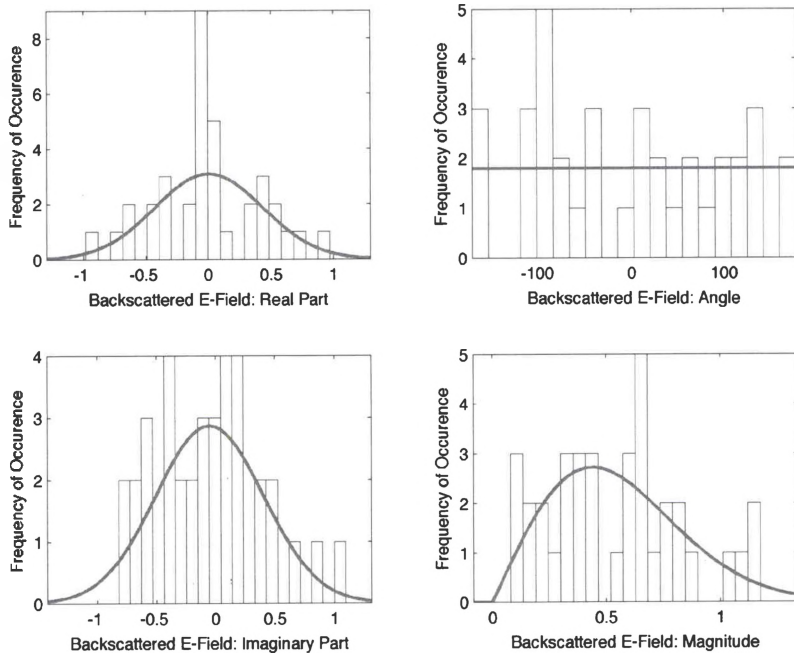 8
6
4
2
0
Frequency of Occurence
-1 -0.5 0 0.5 1
Backscattered E-Field: Real Part
5
4
3
2
1
0
Frequency of Occurence
-100 0 100
Backscattered E-Field: Angle
4
3
2
1
0
Frequency of Occurence
-1 -0.5 0 0.5 1
Backscattered E-Field: Imaginary Part
5
4
3
2
1
0
Frequency of Occurence
0 0.5 1
Backscattered E-Field: Magnitude